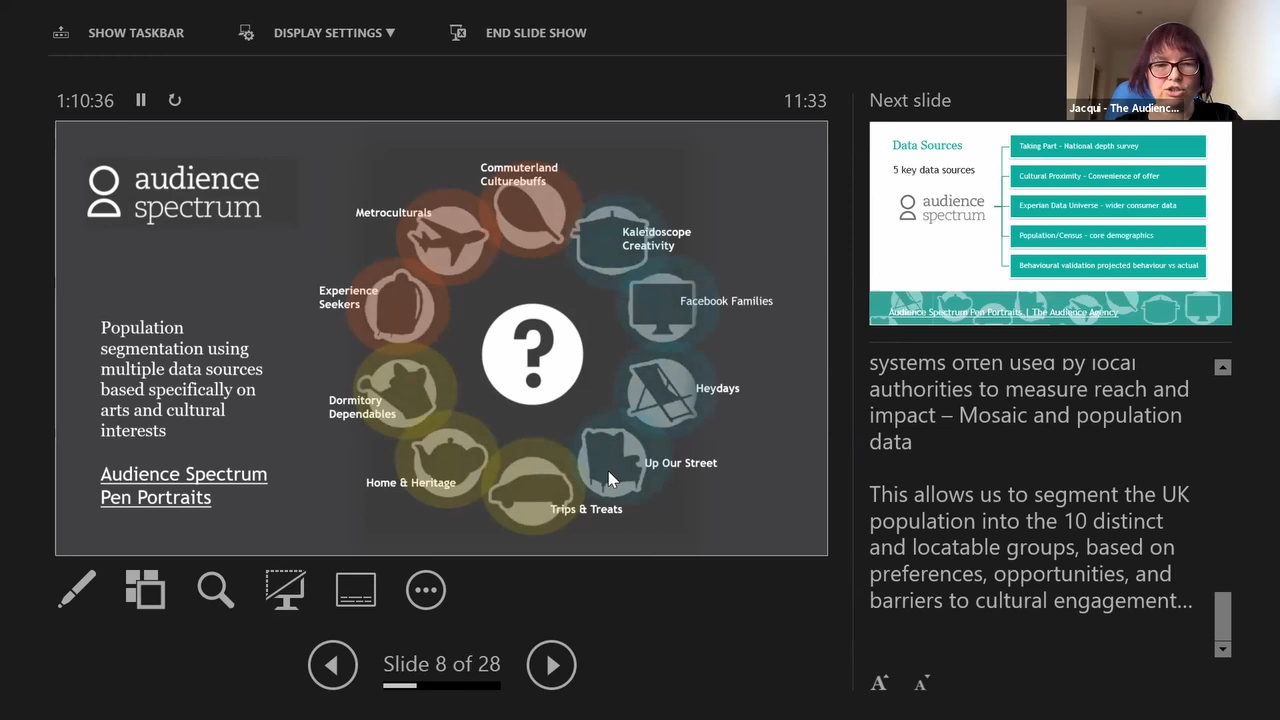 SHOW TASKBAR
DISPLAY SETTINGS ▼
END SLIDE SHOW
1:10:36
11:33
Next slide
Jacqui - The Audienc...
audience
spectrum
Population
segmentation using
multiple data sources
based specifically on
arts and cultural
interests
Audience Spectrum
Pen Portraits
Commuterland
Culturebuffs
Metroculturals
Kaleidoscope
Creativity
Experience
Seekers
Facebook Families
?
Dormitory
Dependables
Heydays
Home & Heritage
Up Our Street
Trips & Treats
Data Sources
5 key data sources
audience
spectrum
Taking Part - National depth survey
Cultural Proximity - Convenience of offer
Experian Data Universe - wider consumer data
Population/Census - core demographics
Behavioural validation projected behaviour vs actual
Audience Spectrum Pen Portraits | The Audience Agency
systems often used by local
authorities to measure reach and
impact – Mosaic and population
data
This allows us to segment the UK
population into the 10 distinct
and locatable groups, based on
preferences, opportunities, and
barriers to cultural engagement...
Slide 8 of 28
A
A